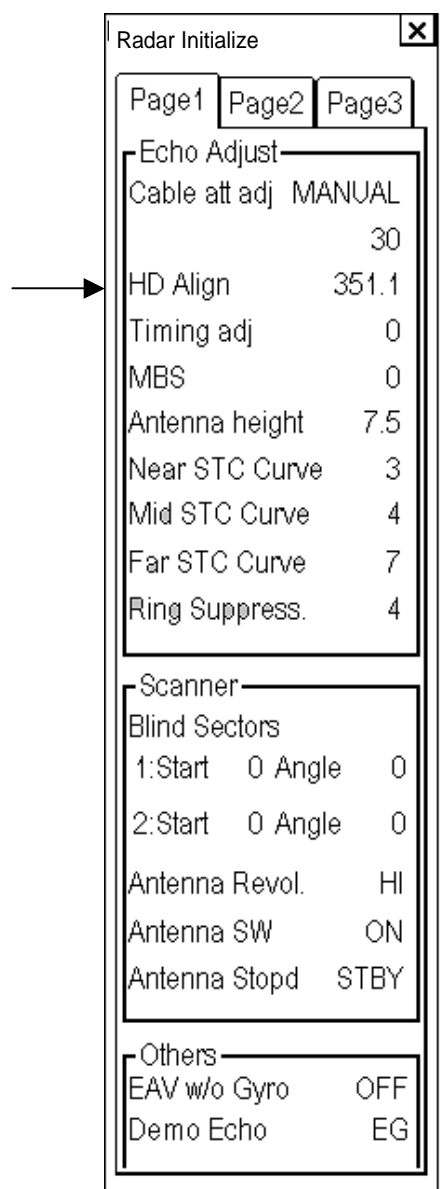 Radar Initialize
Page1 Page2 Page3
Echo Adjust
Cable att adj MANUAL
30
HD Align 351.1
Timing adj 0
MBS 0
Antenna height 7.5
Near STC Curve 3
Mid STC Curve 4
Far STC Curve 7
Ring Suppress. 4
Scanner
Blind Sectors
1:Start 0 Angle 0
2:Start 0 Angle 0
Antenna Revol. HI
Antenna SW ON
Antenna Stopd STBY
Others
EAV w/o Gyro OFF
Demo Echo EG